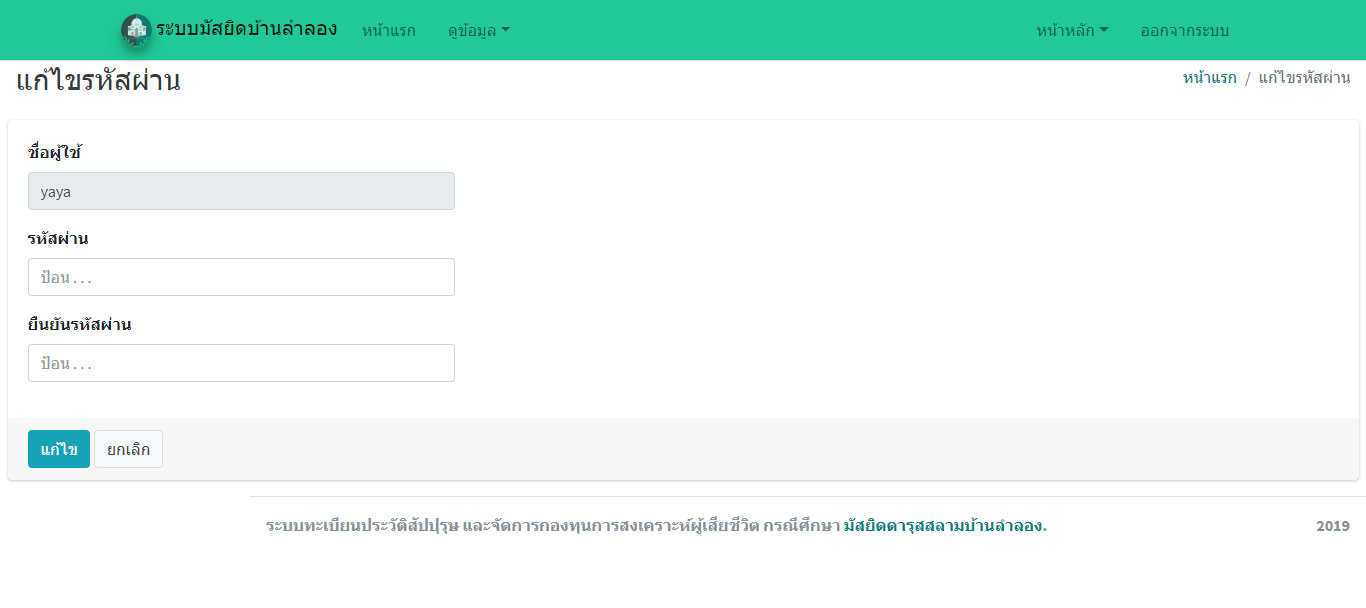 ระบบมัสยิดบ้านลำลอง หน้าแรก ดูข้อมูล หน้าหลัก ออกจากระบบ
แก้ไขรหัสผ่าน หน้าแรก / แก้ไขรหัสผ่าน
ชื่อผู้ใช้
yaya
รหัสผ่าน
ป้อน . . .
ยืนยันรหัสผ่าน
ป้อน . . .
แก้ไข ยกเลิก
ระบบทะเบียนประวัติสัปปุรุษ และจัดการกองทุนการสงเคราะห์ผู้เสียชีวิต กรณีศึกษา มัสยิดดารุสสลามบ้านลำลอง. 2019